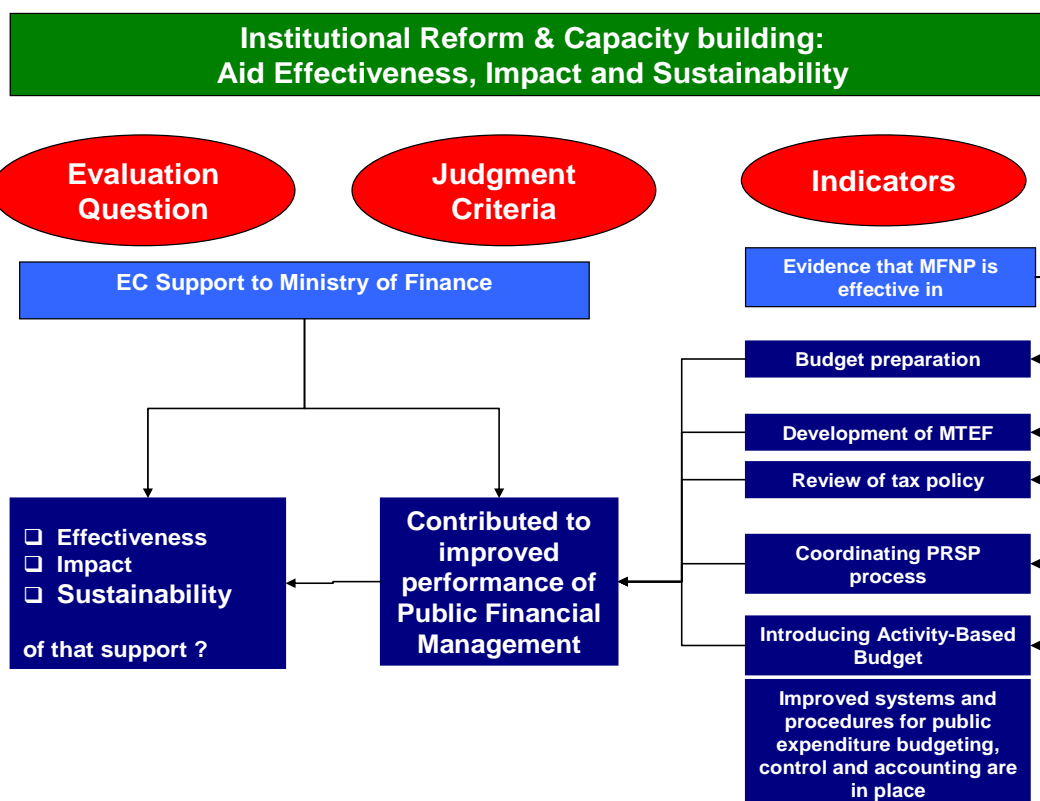 Institutional Reform & Capacity building:
Aid Effectiveness, Impact and Sustainability
Evaluation
Question
Judgment
Criteria
Indicators
EC Support to Ministry of Finance
Evidence that MFNP is
effective in
Budget preparation
Development of MTEF
Review of tax policy
Coordinating PRSP
process
Introducing Activity-Based
Budget
Improved systems and
procedures for public
expenditure budgeting,
control and accounting are
in place
Contributed to
improved
performance of
Public Financial
Management
❑ Effectiveness
❑ Impact
❑ Sustainability
of that support ?